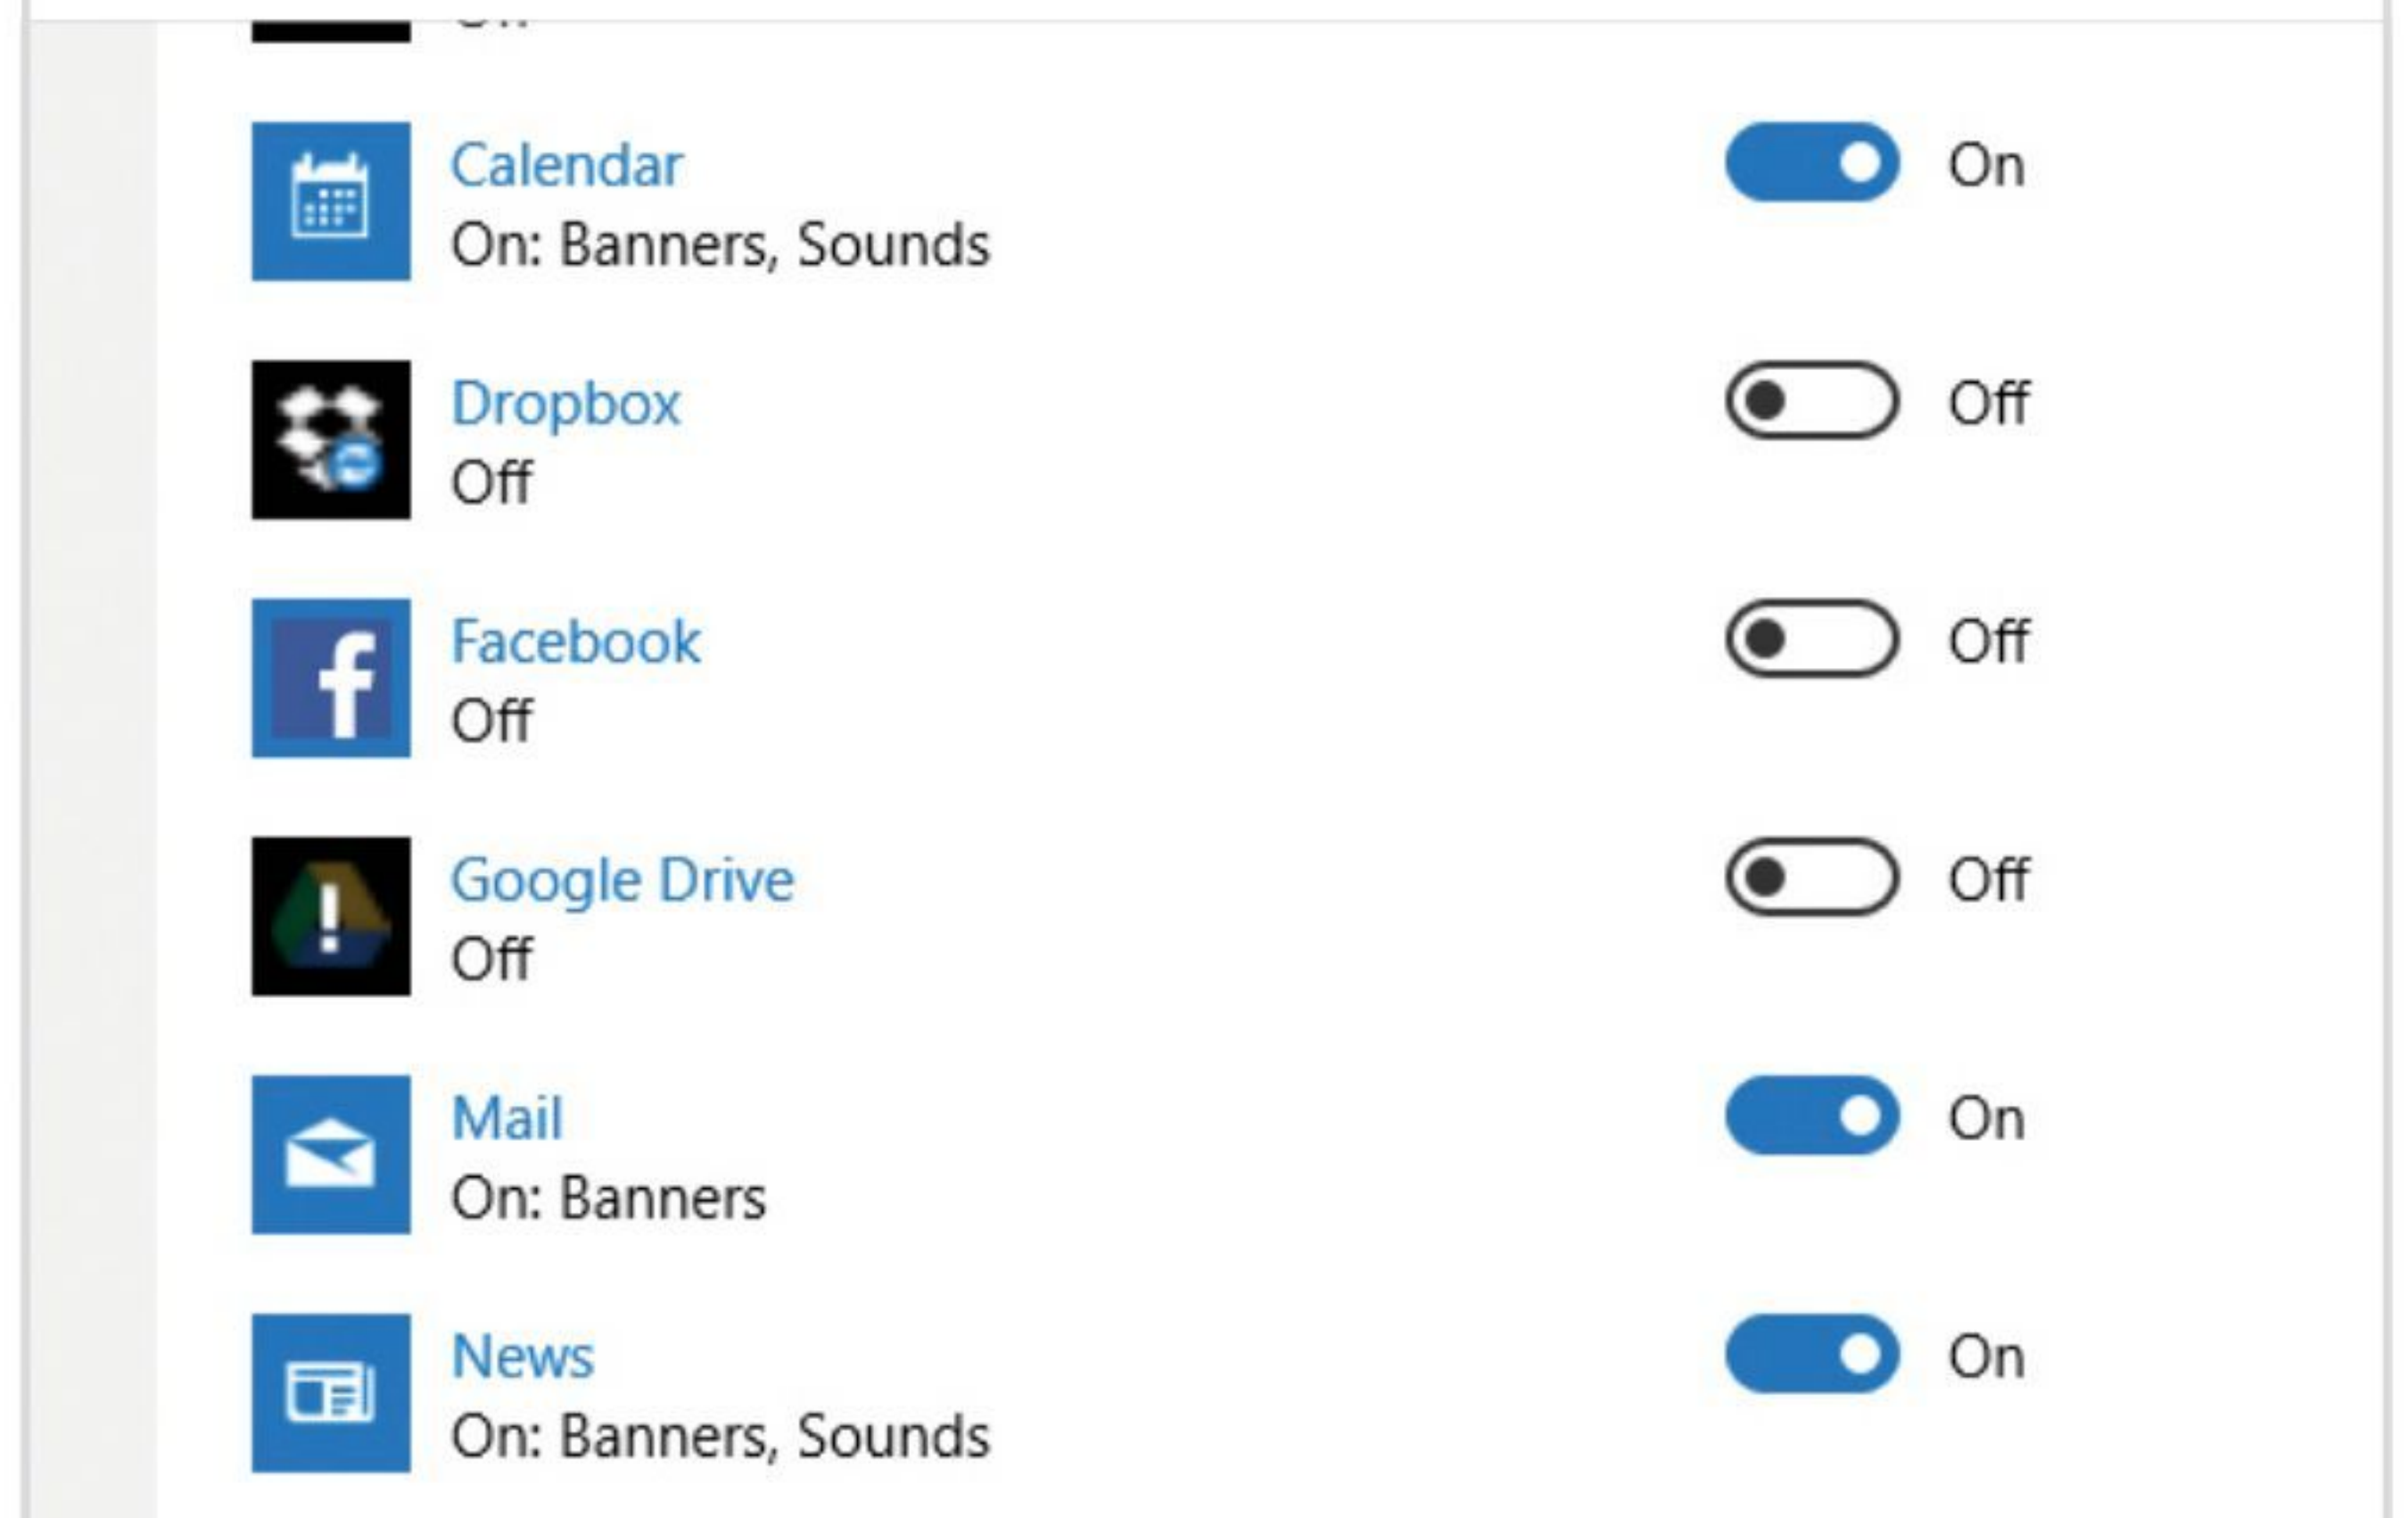 Calendar
On
On: Banners, Sounds
Dropbox
Off
Off
Facebook
Off
Off
Google Drive
Off
Off
Mail
On
On: Banners
News
On
On: Banners, Sounds